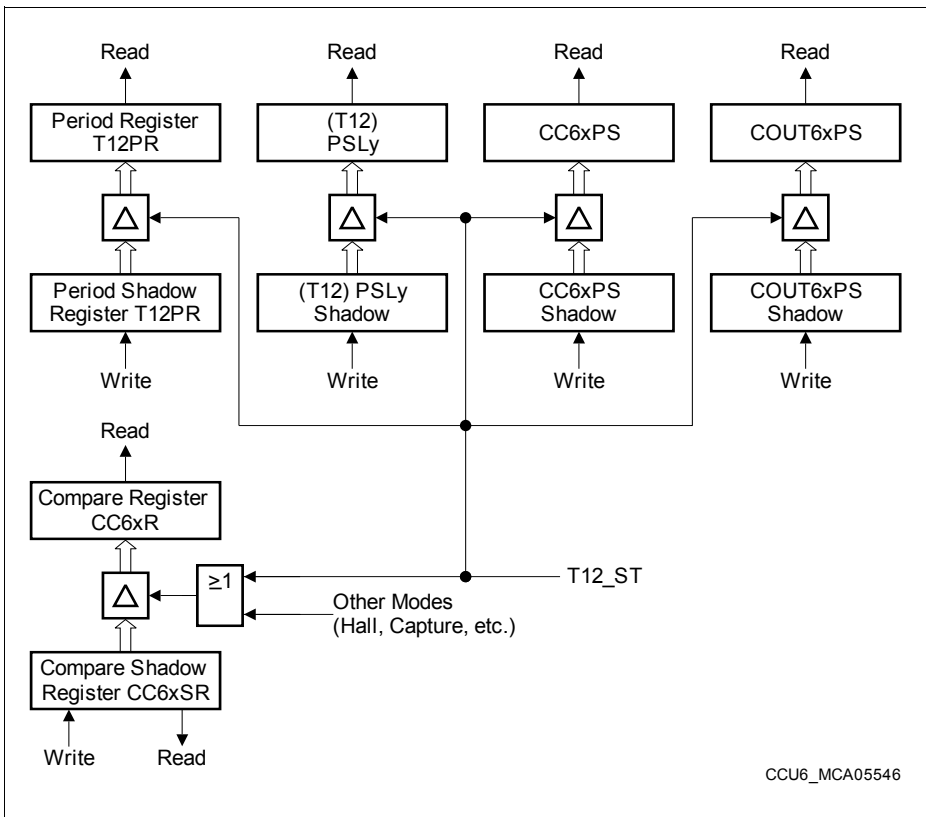 Read
Read
Read
Read
Period Register
T12PR
(T12)
PSLy
CC6xPS
COUT6xPS
Period Shadow
Register T12PR
(T12) PSLy
Shadow
CC6xPS
Shadow
COUT6xPS
Shadow
Write
Write
Write
Write
Read
Compare Register
CC6xR
≥1
T12_ST
Other Modes
(Hall, Capture, etc.)
Compare Shadow
Register CC6xSR
Write
Read
CCU6_MCA05546